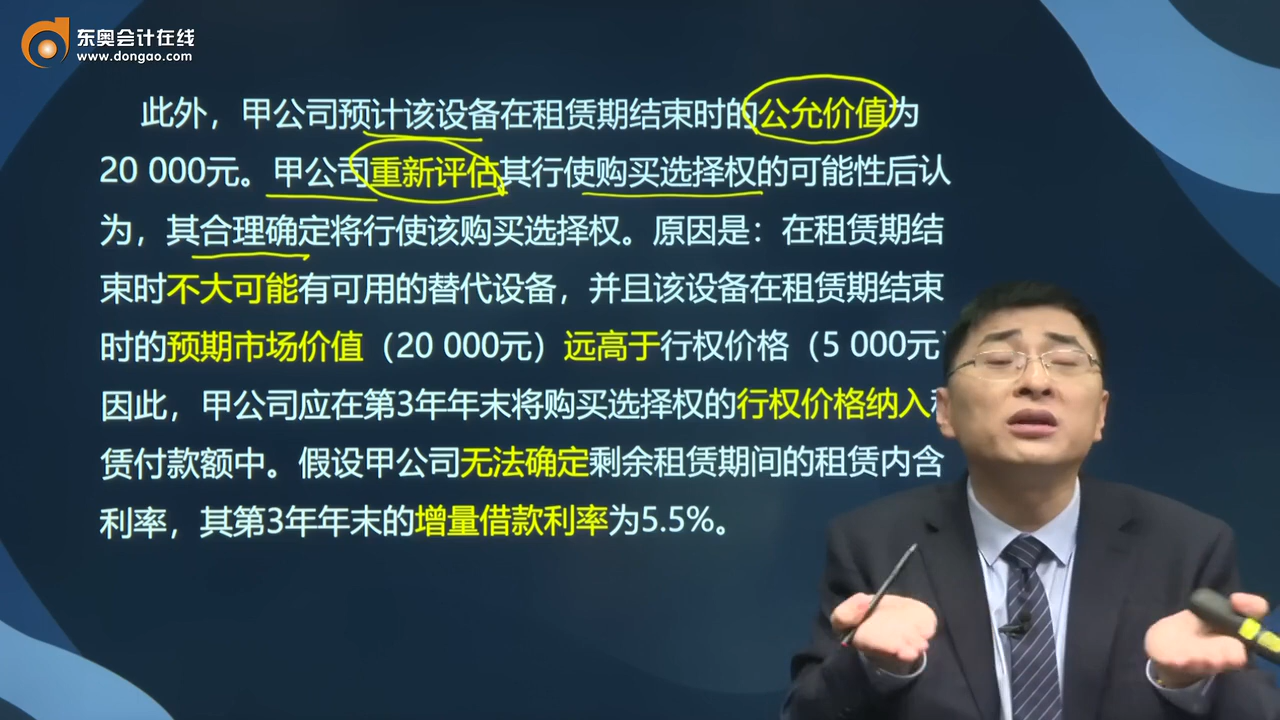 东奥会计在线
www.dongao.com
此外，甲公司预计该设备在租赁期结束时的公允价值为
20 000元。甲公司重新评估其行使购买选择权的可能性后认
为，其合理确定将行使该购买选择权。原因是：在租赁期结
束时不大可能有可用的替代设备，并且该设备在租赁期结束
时的预期市场价值（20 000元）远高于行权价格（5 000元
因此，甲公司应在第3年年末将购买选择权的行权价格纳入
赁付款额中。假设甲公司无法确定剩余租赁期间的租赁内含
利率，其第3年年末的增量借款利率为5.5%。